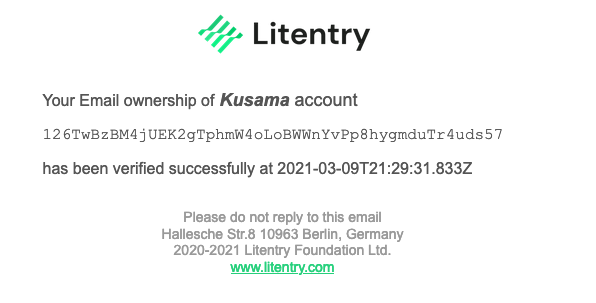 Litentry
Your Email ownership of Kusama account
126TwBzBM4jUEK2gTphmW4oLoBWWnYvPp8hygmduTr4uds57
has been verified successfully at 2021-03-09T21:29:31.833Z
Please do not reply to this email
Hallesche Str.8 10963 Berlin, Germany
2020-2021 Litentry Foundation Ltd.
www.litentry.com